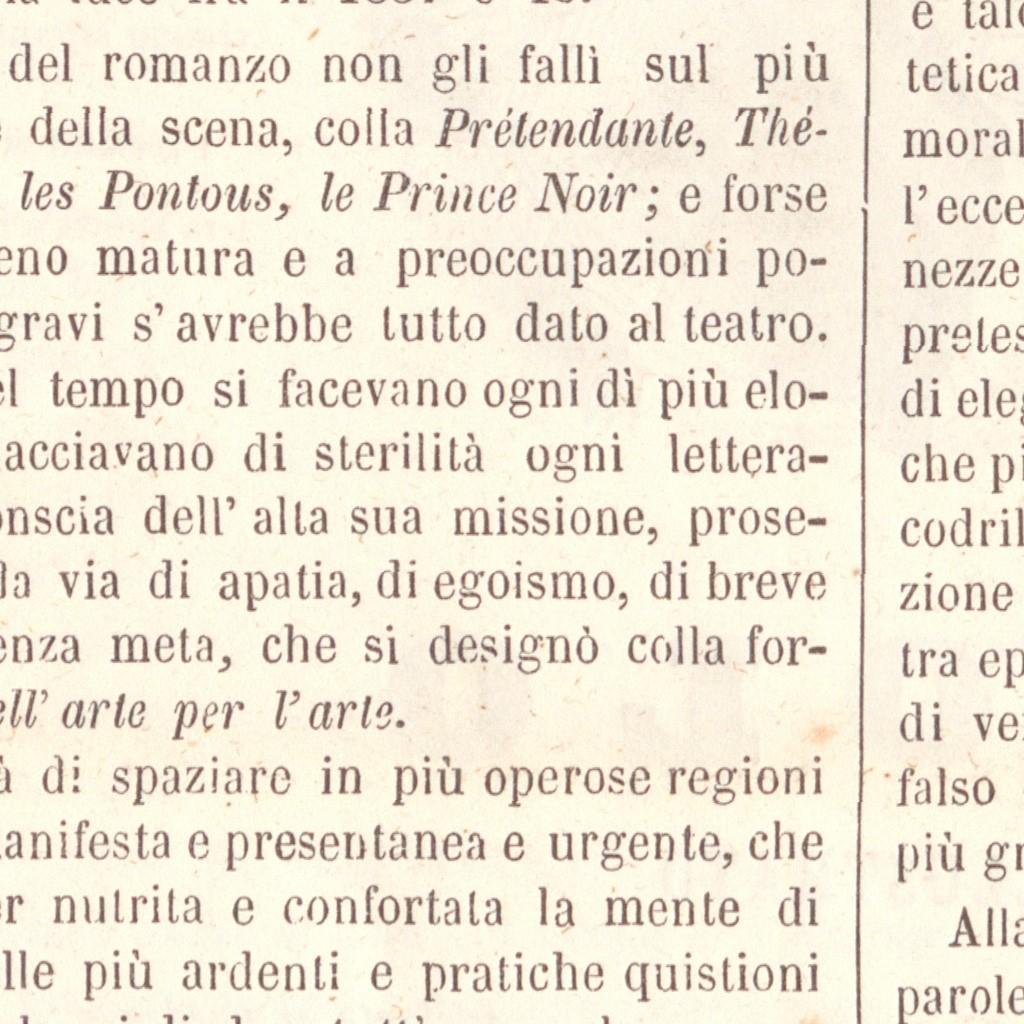 del romanzo non gli fallì sul più
della scena, colla Prétendante, Thé-
les Pontous, le Prince Noir; e forse
eno matura e a preoccupazioni po-
gravi s'avrebbe tutto dato al teatro.
el tempo si facevano ogni dì più elo-
acciavano di sterilità ogni lettera-
onscia dell'alta sua missione, prose-
la via di apatia, di egoismo, di breve
enza meta, che si designò colla for-
ell'arte per l'arte.
à di spaziare in più operose regioni
anifesta e presentanea e urgente, che
er nutrita e confortata la mente di
lle più ardenti e pratiche quistioni
e talo
tetica
moral
l'ecce
nezze
pretes
di eleg
che pi
codril
zione
tra ep
di ve
falso
più gr
Alla
parole